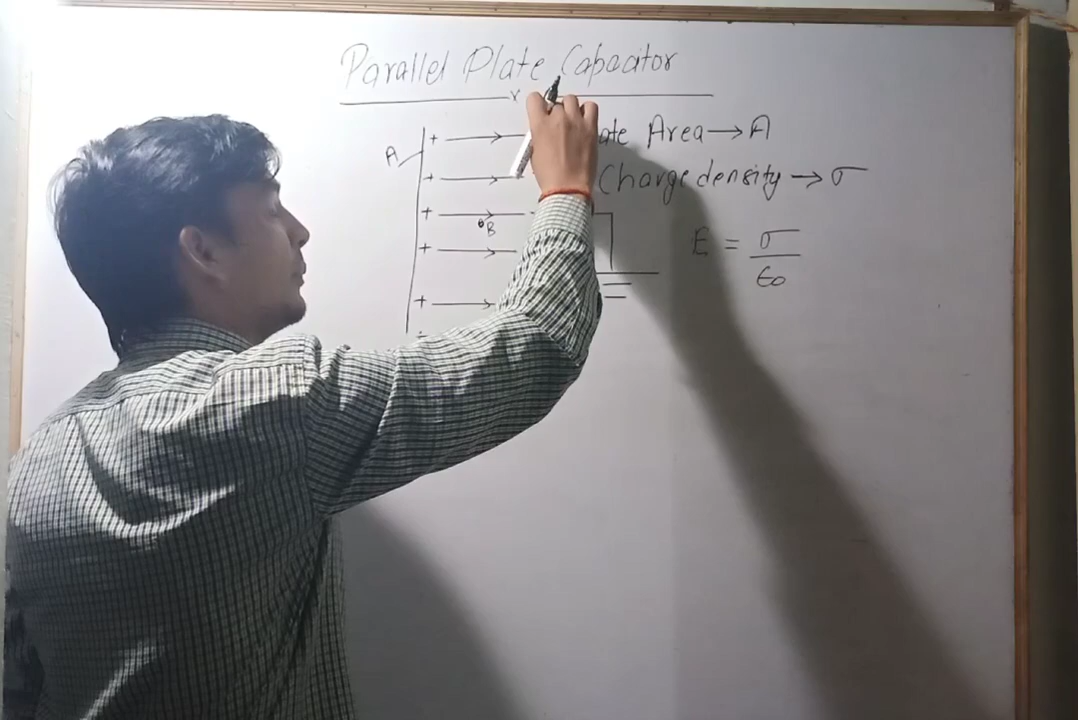 Parallel Plate Capacitor
ate Area → A
Charge density → σ
A
+
+
+
B
+
+
E = σ/ε₀